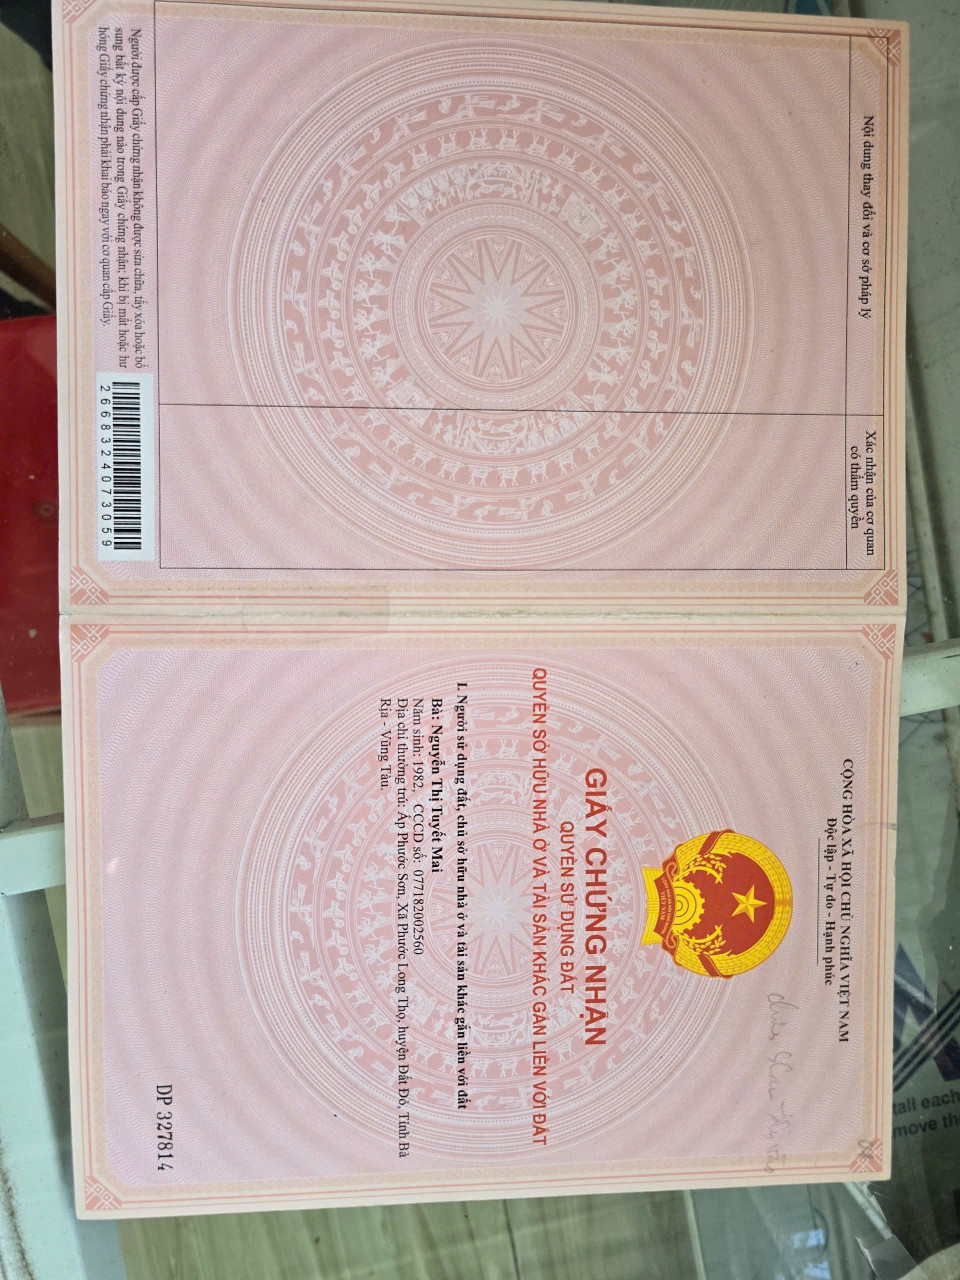 Nội dung thay đổi và cơ sở pháp lý
Xác nhận của cơ quan
có thẩm quyền
Người được cấp Giấy chứng nhận không được sửa chữa, tẩy xóa hoặc bổ
sung bất kỳ nội dung nào trong Giấy chứng nhận; khi bị mất hoặc hư
hỏng Giấy chứng nhận phải khai báo ngay với cơ quan cấp Giấy.
2668324073059
CỘNG HÒA XÃ HỘI CHỦ NGHĨA VIỆT NAM
Độc lập - Tự do - Hạnh phúc
VIỆT NAM
GIẤY CHỨNG NHẬN
QUYỀN SỬ DỤNG ĐẤT
QUYỀN SỞ HỮU NHÀ Ở VÀ TÀI SẢN KHÁC GẮN LIỀN VỚI ĐẤT
I. Người sử dụng đất, chủ sở hữu nhà ở và tài sản khác gắn liền với đất
Bà: Nguyễn Thị Tuyết Mai
Năm sinh: 1982, CCCD số: 077182002560
Địa chỉ thường trú: Ấp Phước Sơn, Xã Phước Long Thọ, huyện Đất Đỏ, Tỉnh Bà
Rịa - Vũng Tàu.
DP 327814
tall each
move the